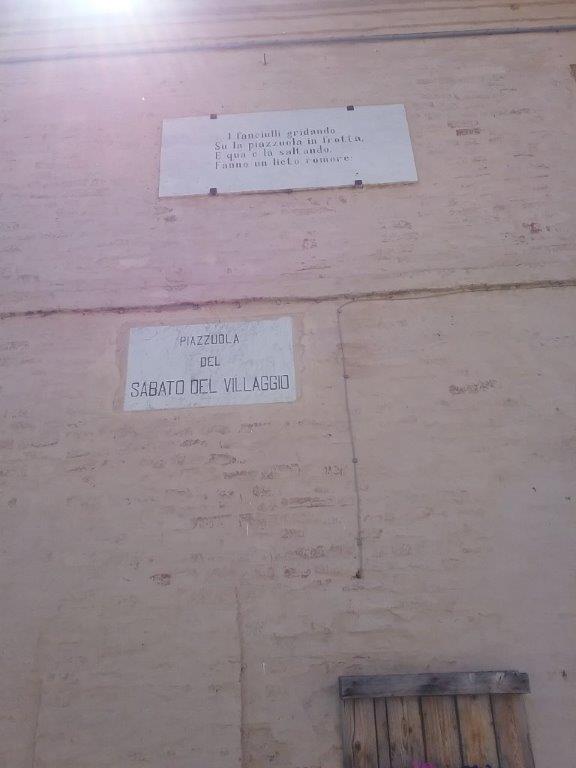 I fanciulli gridando
Su la piazzuola in frotta,
E qua e là saltando,
Fanno un lieto romore:
PIAZZUOLA
DEL
SABATO DEL VILLAGGIO